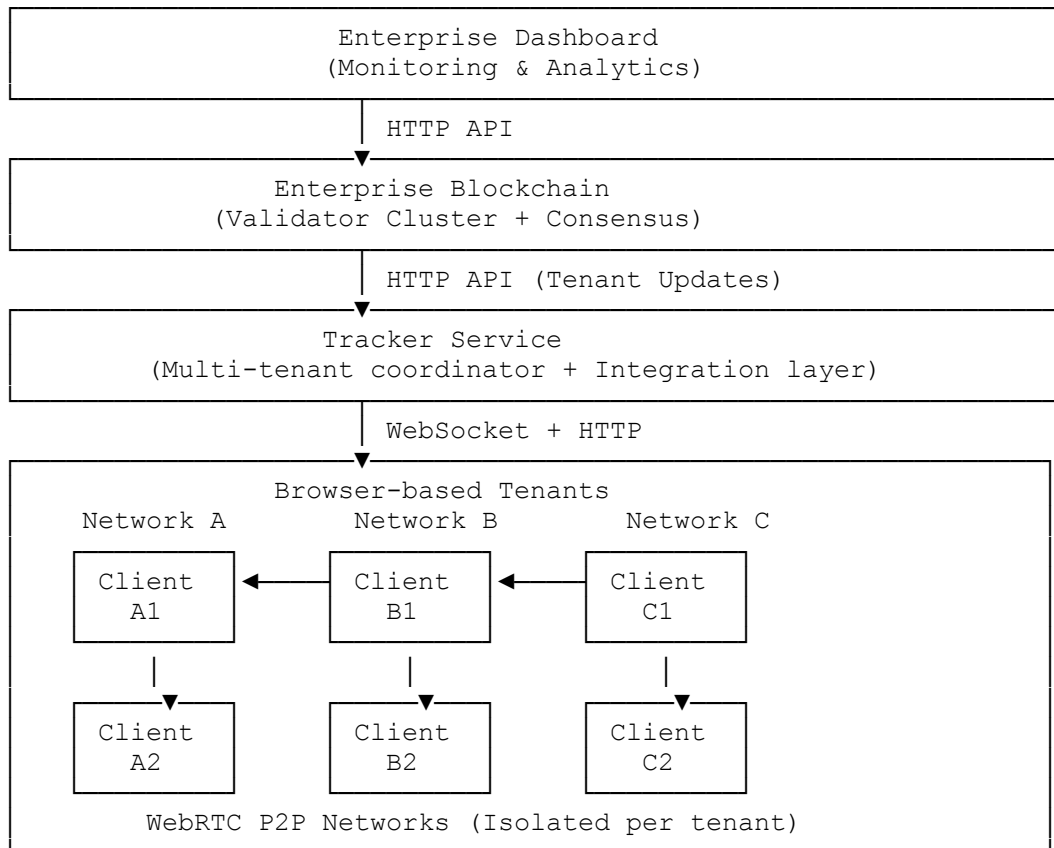 Enterprise Dashboard
(Monitoring & Analytics)
HTTP API
Enterprise Blockchain
(Validator Cluster + Consensus)
HTTP API (Tenant Updates)
Tracker Service
(Multi-tenant coordinator + Integration layer)
WebSocket + HTTP
Browser-based Tenants
Network A Network B Network C
Client Client Client
A1 B1 C1
Client Client Client
A2 B2 C2
WebRTC P2P Networks (Isolated per tenant)